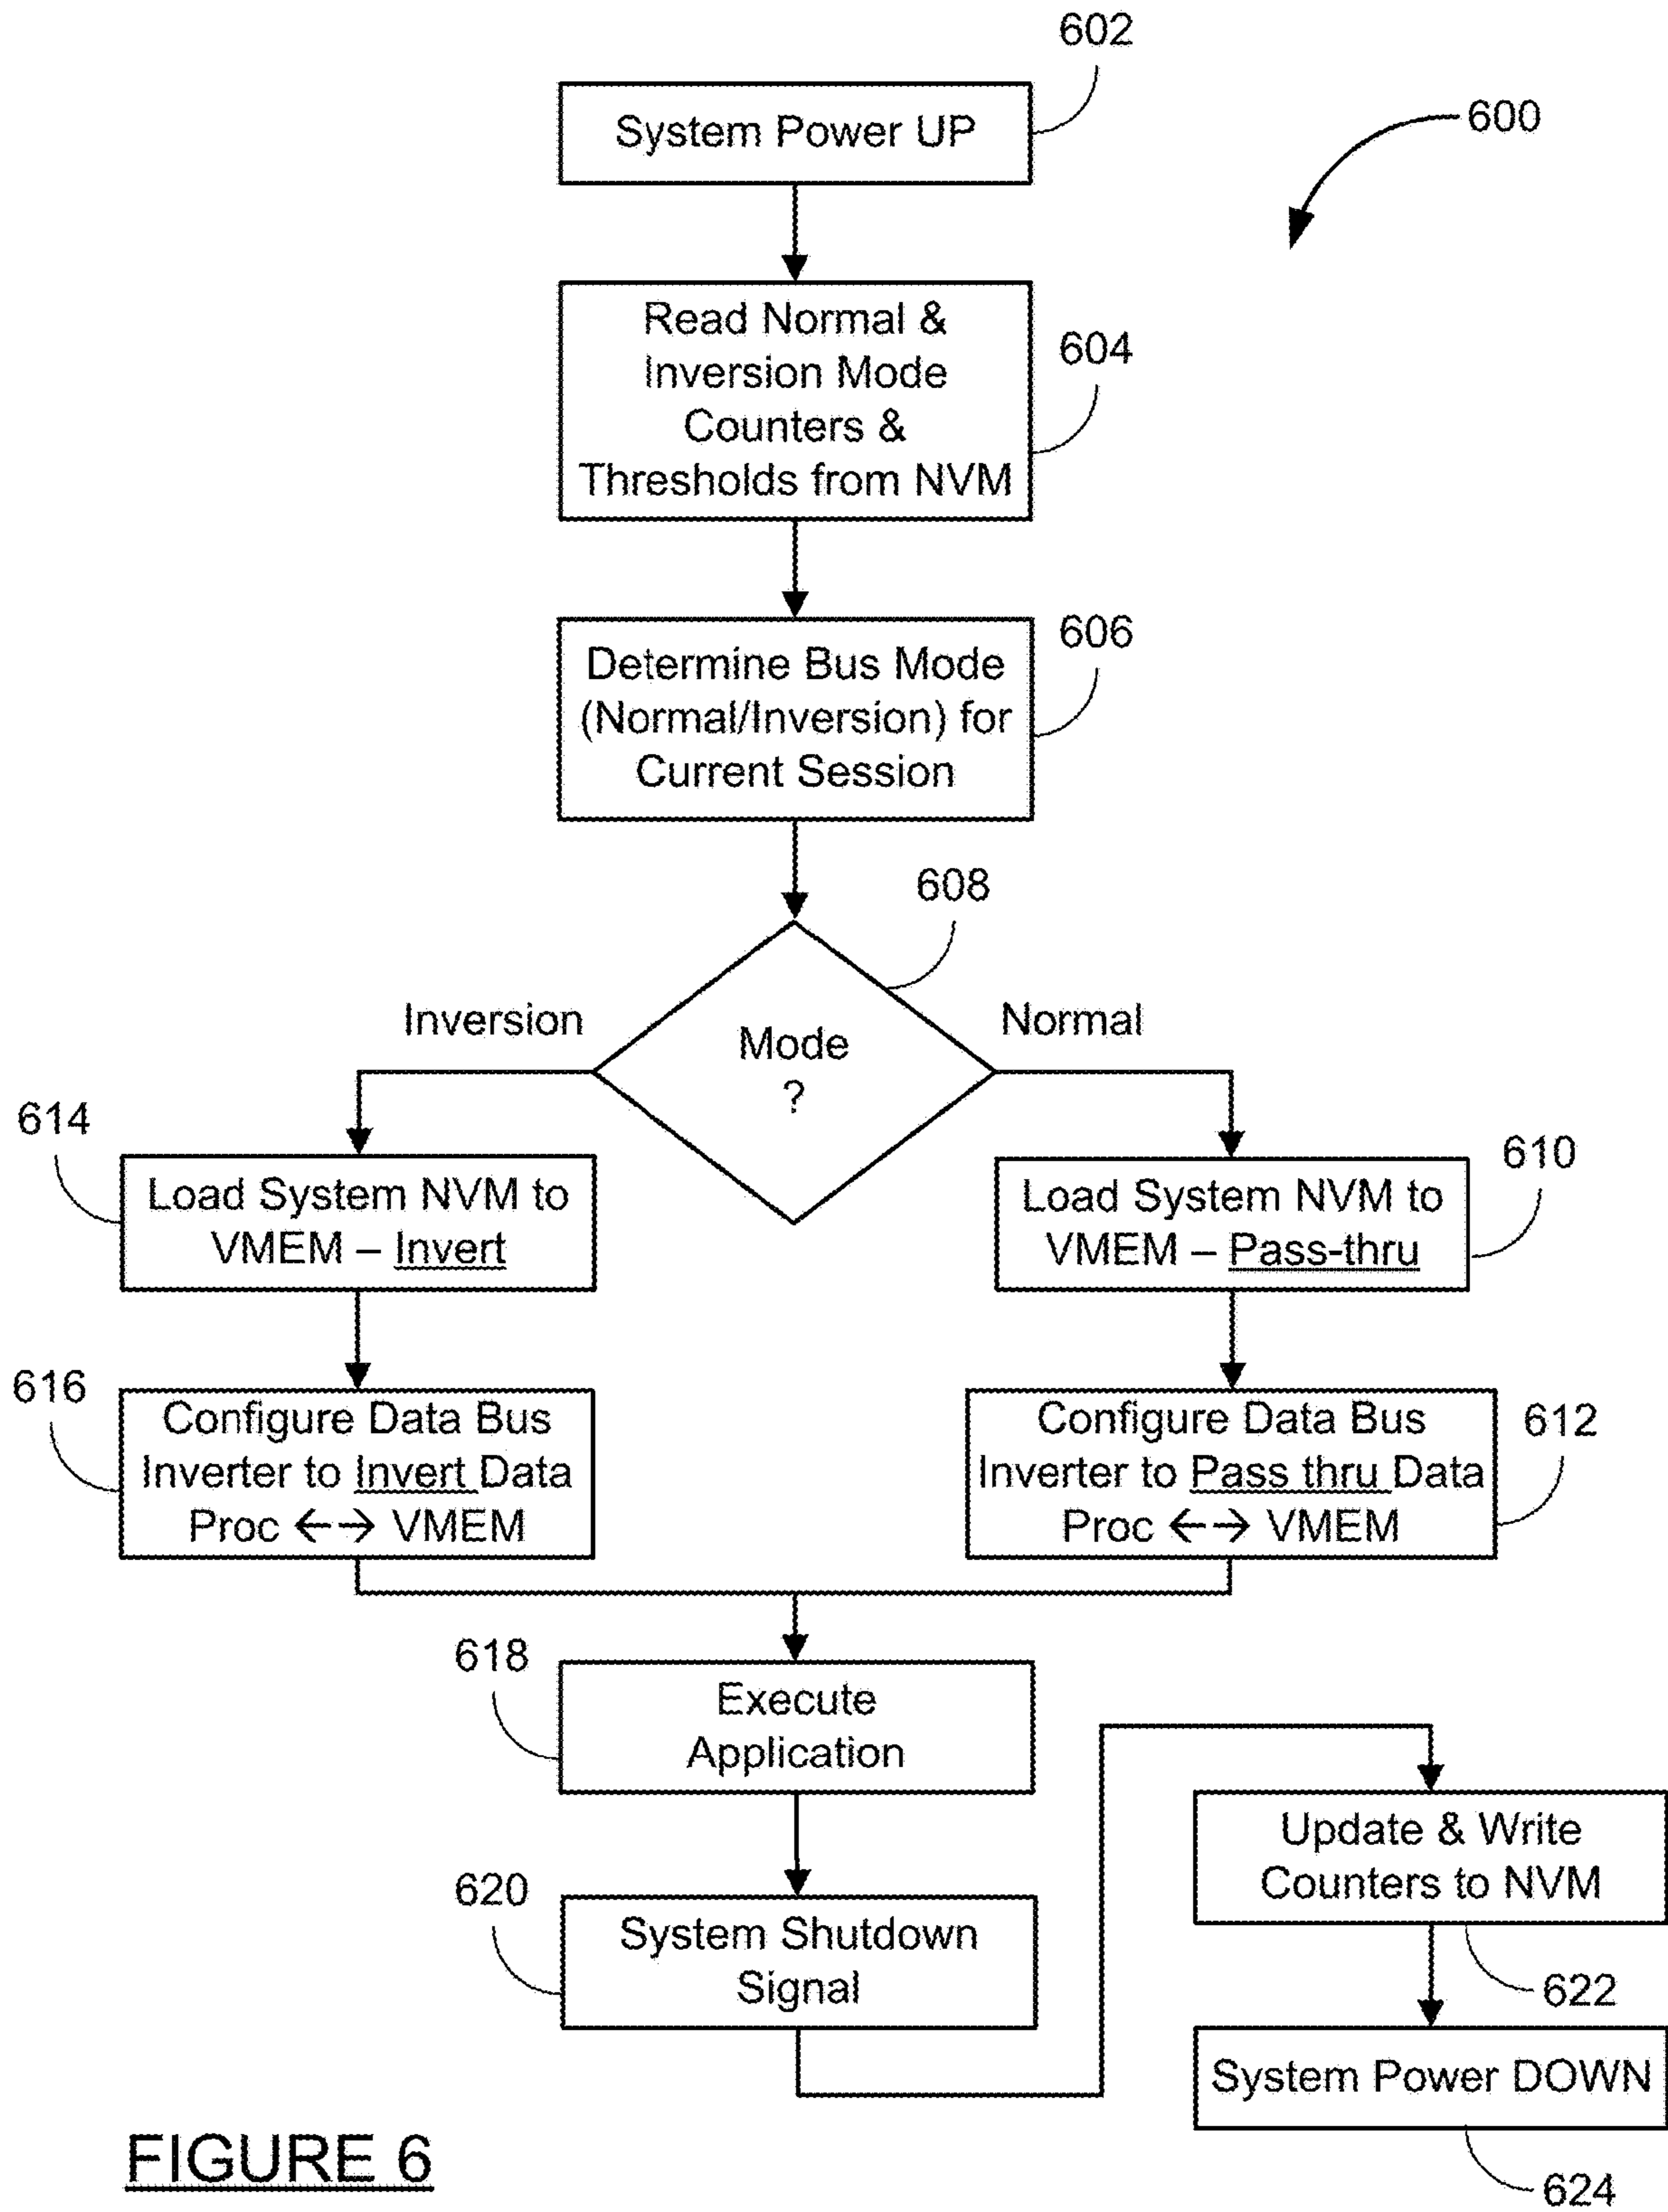 602
System Power UP
600
Read Normal &
Inversion Mode
Counters &
Thresholds from NVM
604
Determine Bus Mode
(Normal/Inversion) for
Current Session
606
608
Mode
?
Inversion
Normal
614
Load System NVM to
VMEM – Invert
610
Load System NVM to
VMEM – Pass-thru
616
Configure Data Bus
Inverter to Invert Data
Proc ←→ VMEM
612
Configure Data Bus
Inverter to Pass thru Data
Proc ←→ VMEM
618
Execute
Application
620
System Shutdown
Signal
Update & Write
Counters to NVM
622
System Power DOWN
624
FIGURE 6